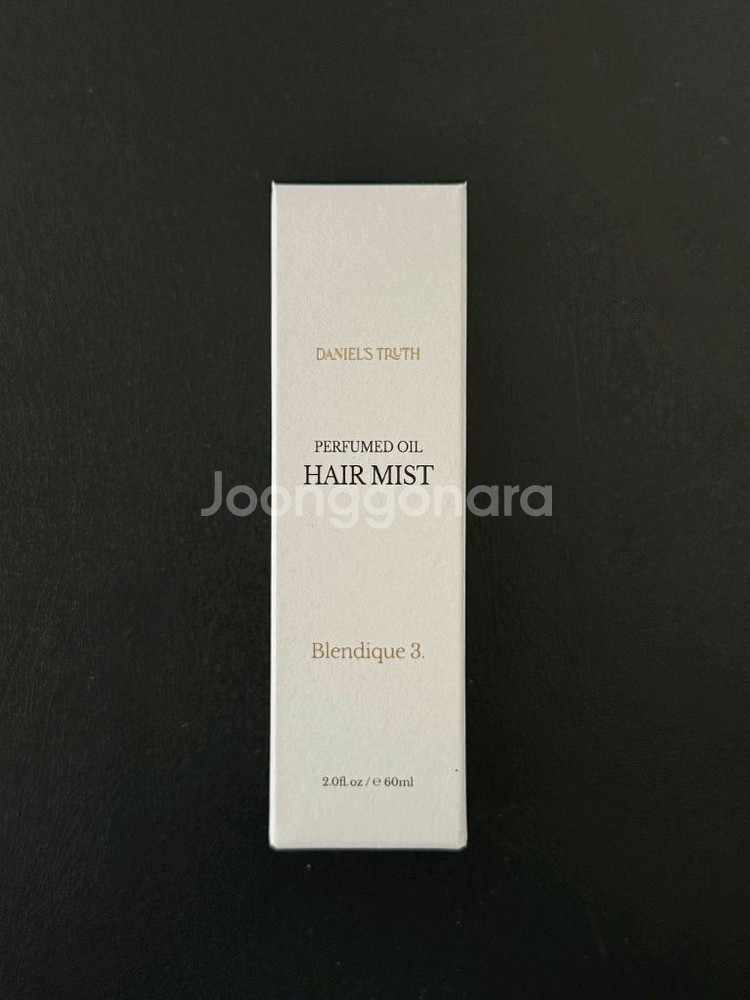 DANIEL'S TRUTH
PERFUMED OIL
HAIR MIST
Joonggonara
Blendique 3.
2.0fl.oz / ℮ 60ml